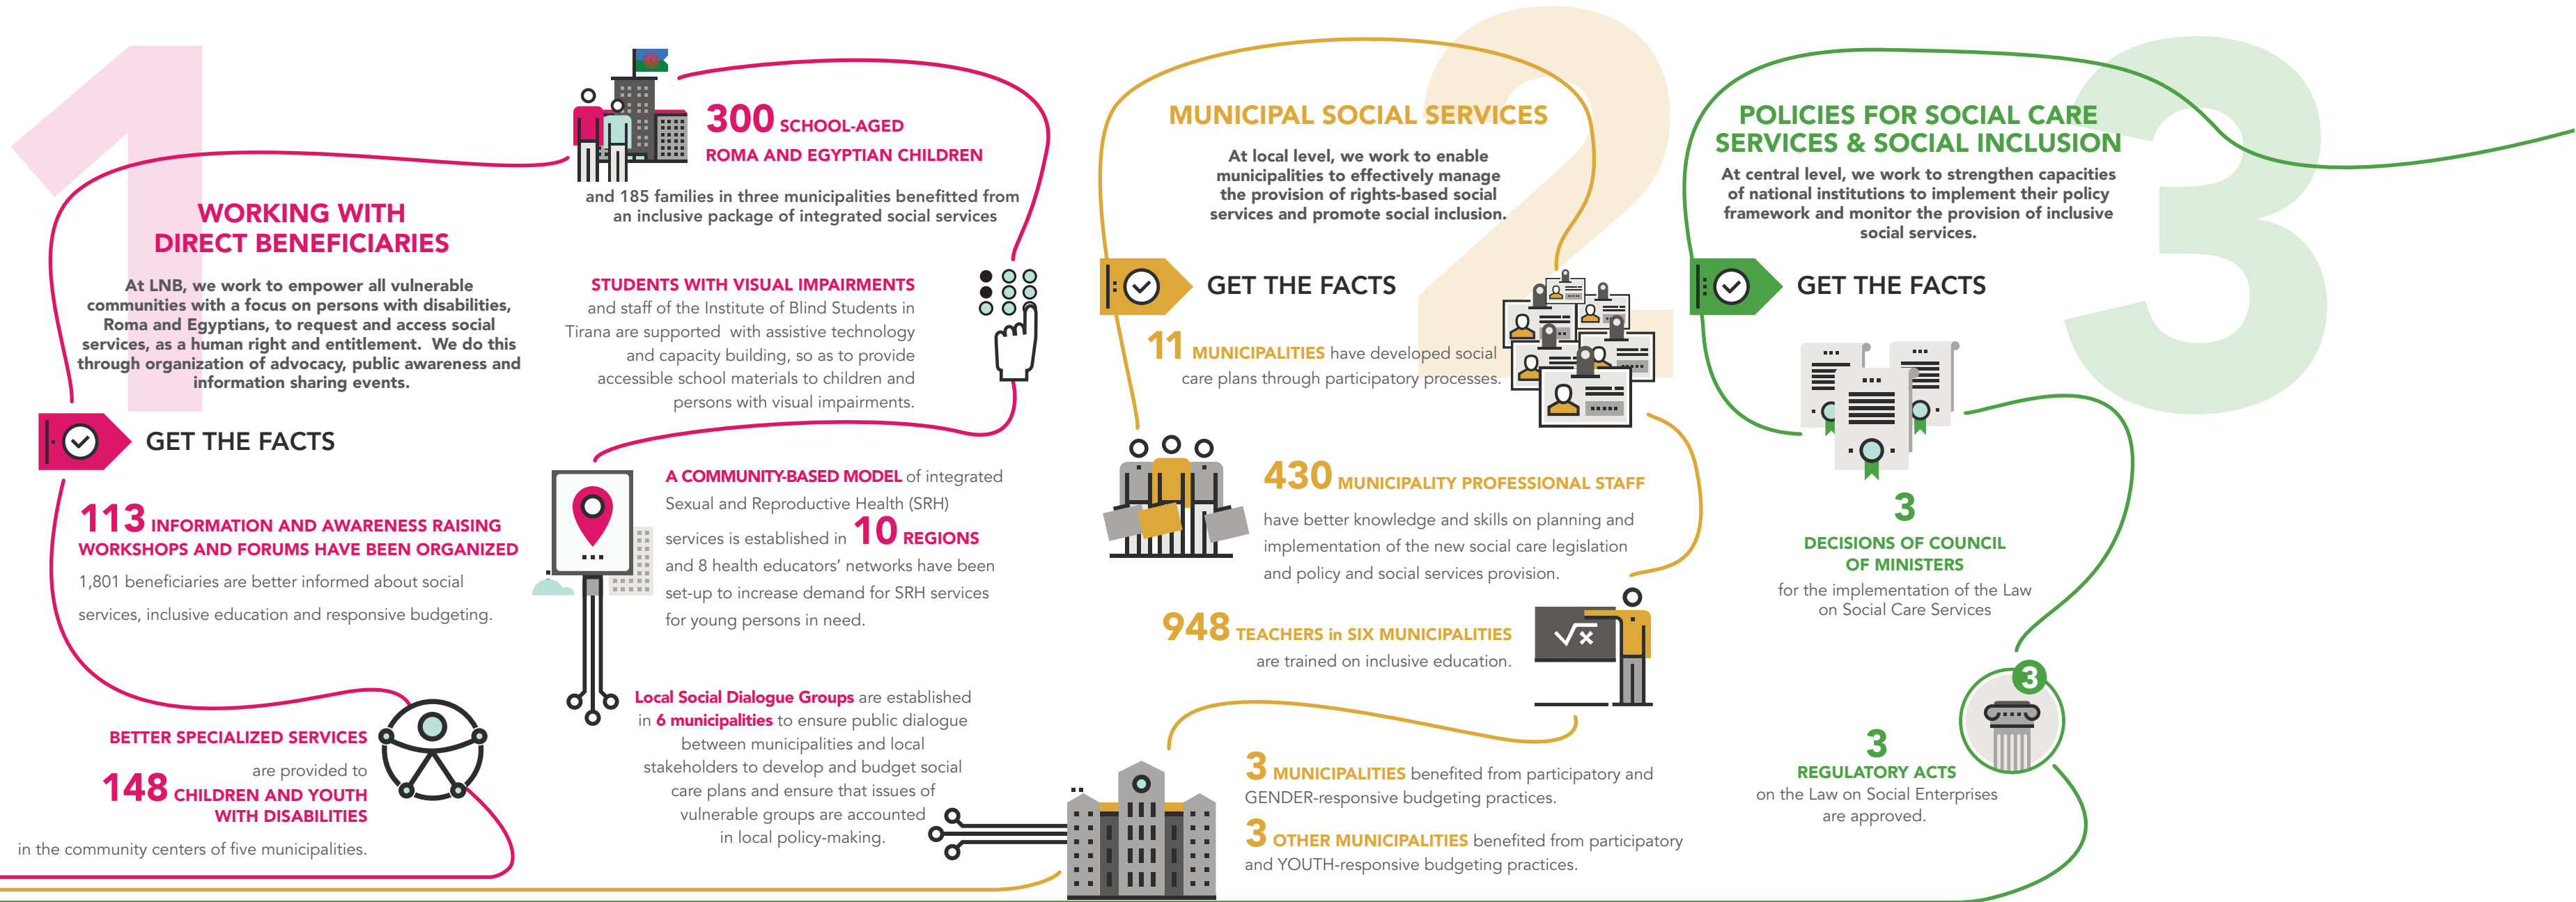 1
WORKING WITH
DIRECT BENEFICIARIES
At LNB, we work to empower all vulnerable
communities with a focus on persons with disabilities,
Roma and Egyptians, to request and access social
services, as a human right and entitlement.  We do this
through organization of advocacy, public awareness and
information sharing events.
GET THE FACTS
113 INFORMATION AND AWARENESS RAISING
WORKSHOPS AND FORUMS HAVE BEEN ORGANIZED
1,801 beneficiaries are better informed about social
services, inclusive education and responsive budgeting.
BETTER SPECIALIZED SERVICES
are provided to
148 CHILDREN AND YOUTH
WITH DISABILITIES
in the community centers of five municipalities.
300 SCHOOL-AGED
ROMA AND EGYPTIAN CHILDREN
and 185 families in three municipalities benefitted from
an inclusive package of integrated social services
STUDENTS WITH VISUAL IMPAIRMENTS
and staff of the Institute of Blind Students in
Tirana are supported  with assistive technology
and capacity building, so as to provide
accessible school materials to children and
persons with visual impairments.
A COMMUNITY-BASED MODEL of integrated
Sexual and Reproductive Health (SRH)
services is established in 10 REGIONS
and 8 health educators' networks have been
set-up to increase demand for SRH services
for young persons in need.
Local Social Dialogue Groups are established
in 6 municipalities to ensure public dialogue
between municipalities and local
stakeholders to develop and budget social
care plans and ensure that issues of
vulnerable groups are accounted
in local policy-making.
2
MUNICIPAL SOCIAL SERVICES
At local level, we work to enable
municipalities to effectively manage
the provision of rights-based social
services and promote social inclusion.
GET THE FACTS
11 MUNICIPALITIES have developed social
care plans through participatory processes.
430 MUNICIPALITY PROFESSIONAL STAFF
have better knowledge and skills on planning and
implementation of the new social care legislation
and policy and social services provision.
948 TEACHERS in SIX MUNICIPALITIES
are trained on inclusive education.
√x
3 MUNICIPALITIES benefited from participatory and
GENDER-responsive budgeting practices.
3 OTHER MUNICIPALITIES benefited from participatory
and YOUTH-responsive budgeting practices.
3
POLICIES FOR SOCIAL CARE
SERVICES & SOCIAL INCLUSION
At central level, we work to strengthen capacities
of national institutions to implement their policy
framework and monitor the provision of inclusive
social services.
GET THE FACTS
3
DECISIONS OF COUNCIL
OF MINISTERS
for the implementation of the Law
on Social Care Services
3
3
REGULATORY ACTS
on the Law on Social Enterprises
are approved.